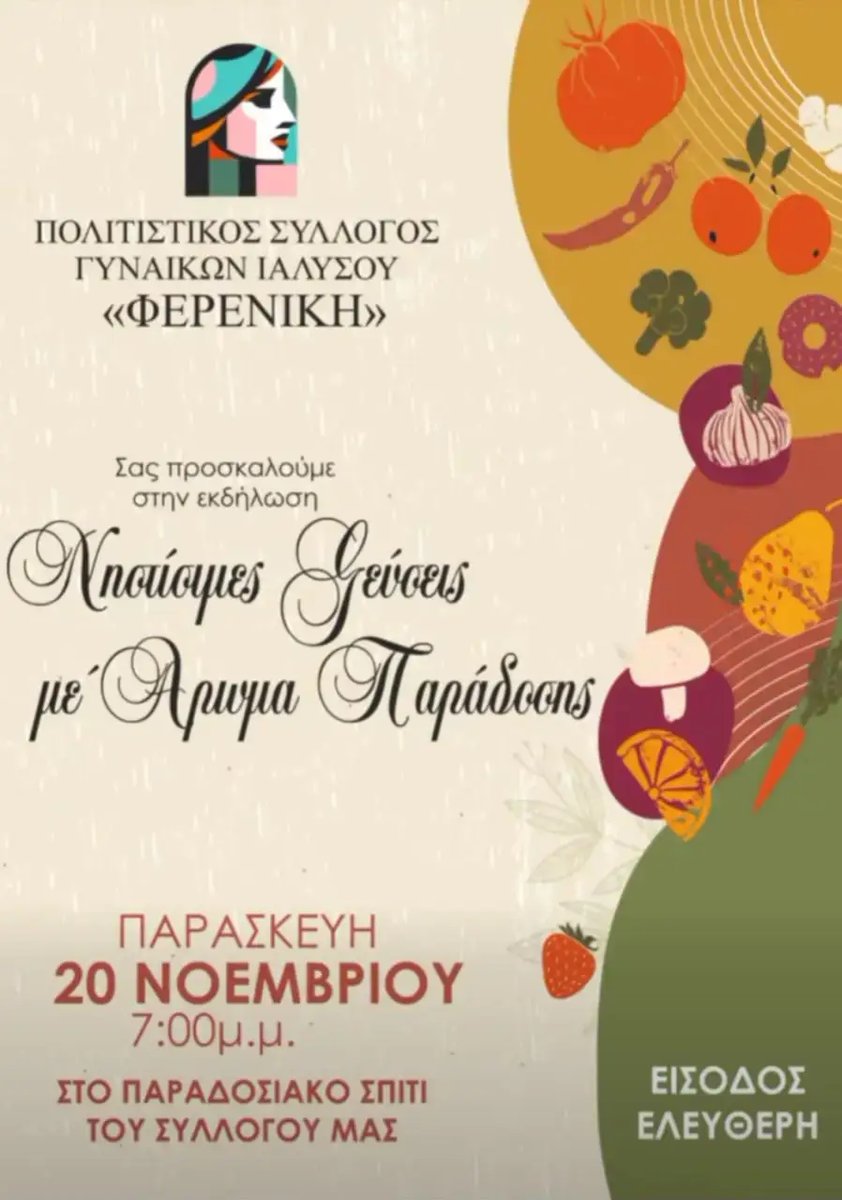 ΠΟΛΙΤΙΣΤΙΚΟΣ ΣΥΛΛΟΓΟΣ
ΓΥΝΑΙΚΩΝ ΙΑΛΥΣΟΥ
«ΦΕΡΕΝΙΚΗ»
Σας προσκαλούμε
στην εκδήλωση
Νηστίσιμες Γεύσεις
με Άρωμα Παράδοσης
ΠΑΡΑΣΚΕΥΗ
20 ΝΟΕΜΒΡΙΟΥ
7:00μ.μ.
ΣΤΟ ΠΑΡΑΔΟΣΙΑΚΟ ΣΠΙΤΙ
ΤΟΥ ΣΥΛΛΟΓΟΥ ΜΑΣ
ΕΙΣΟΔΟΣ
ΕΛΕΥΘΕΡΗ